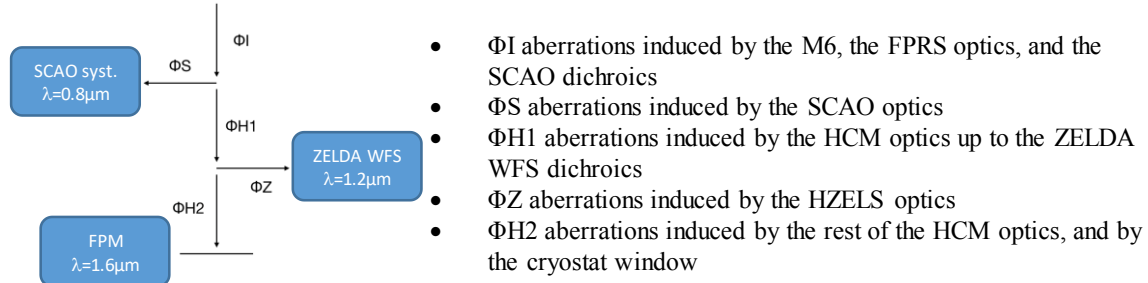 ΦI
ΦS
SCAO syst.
λ=0.8μm
ΦH1
ZELDA WFS
λ=1.2μm
ΦZ
ΦH2
FPM
λ=1.6μm
• ΦI aberrations induced by the M6, the FPRS optics, and the
SCAO dichroics
• ΦS aberrations induced by the SCAO optics
• ΦH1 aberrations induced by the HCM optics up to the ZELDA
WFS dichroics
• ΦZ aberrations induced by the HZELS optics
• ΦH2 aberrations induced by the rest of the HCM optics, and by
the cryostat window